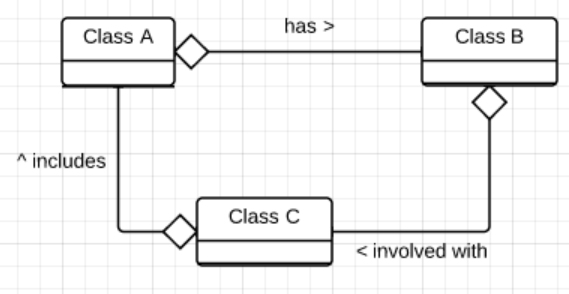 has >
Class A
Class B
^ includes
Class C
< involved with